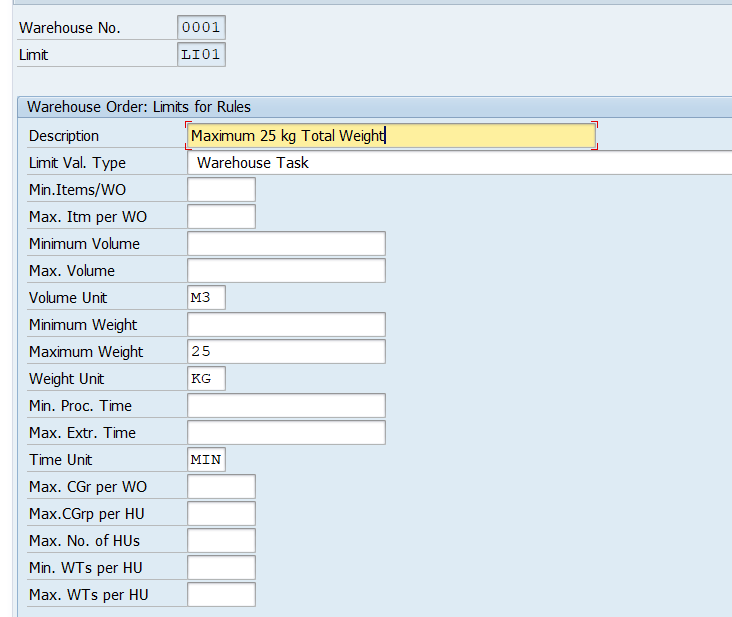 Warehouse No. 0001
Limit LI01
Warehouse Order: Limits for Rules
Description Maximum 25 kg Total Weight
Limit Val. Type Warehouse Task
Min.Items/WO
Max. Itm per WO
Minimum Volume
Max. Volume
Volume Unit M3
Minimum Weight
Maximum Weight 25
Weight Unit KG
Min. Proc. Time
Max. Extr. Time
Time Unit MIN
Max. CGr per WO
Max.CGrp per HU
Max. No. of HUs
Min. WTs per HU
Max. WTs per HU